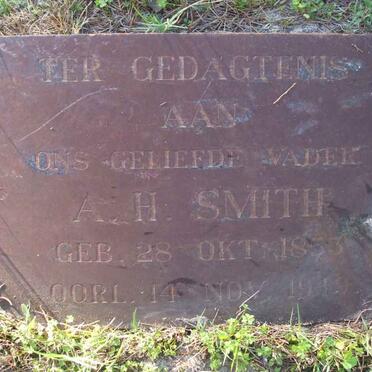 TER GEDAGTENIS
AAN
ONS GELIEFDE VADER
A. H. SMITH
GEB. 28 OKT.
OORL. 14 NOV.